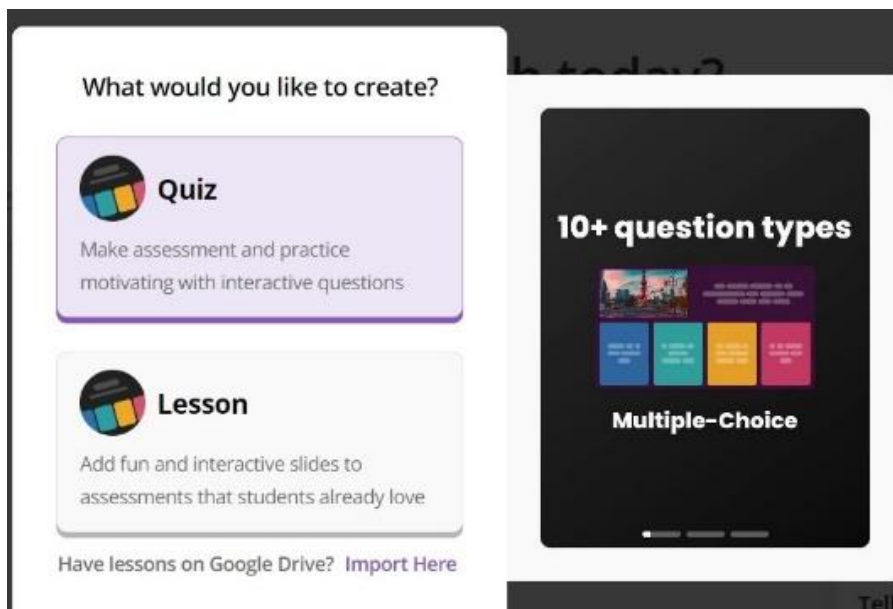 What would you like to create?
Quiz
Make assessment and practice
motivating with interactive questions
Lesson
Add fun and interactive slides to
assessments that students already love
Have lessons on Google Drive? Import Here
today?
10+ question types
Multiple-Choice